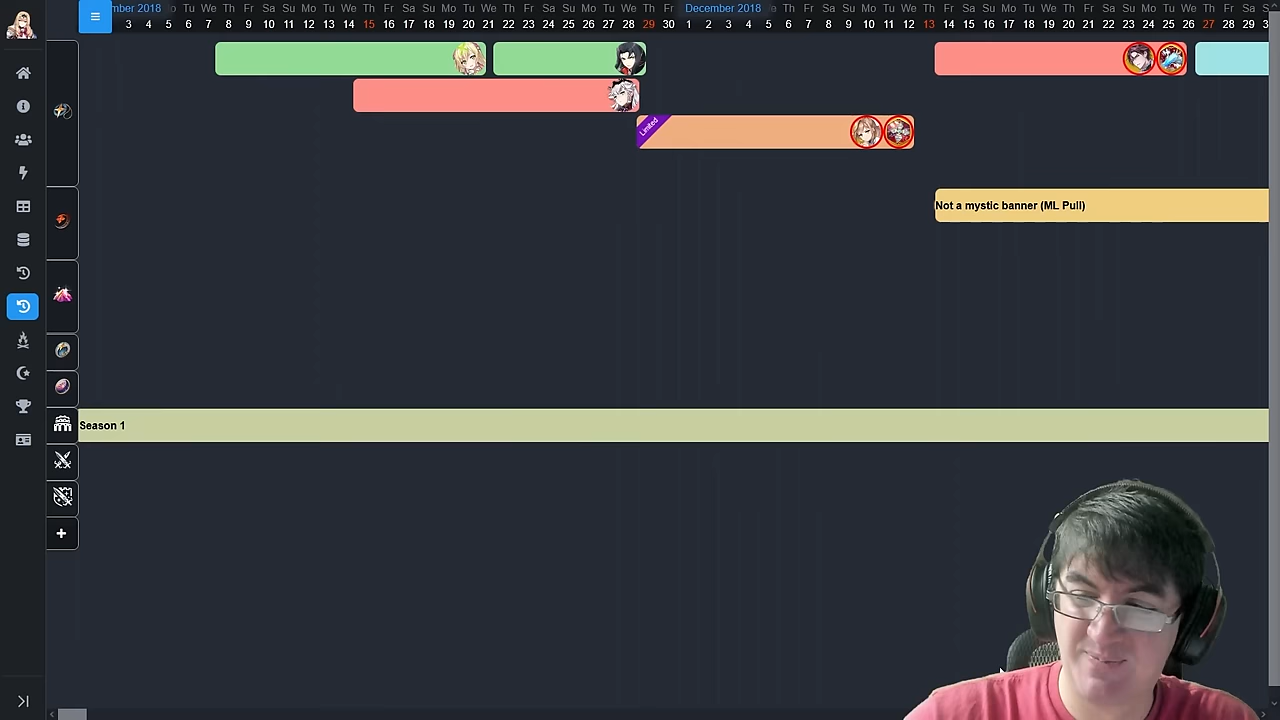 mber 2018 December 2018
Tu We Th Fr Sa Su Mo Tu We Th Fr Sa Su Mo Tu We Th Fr Sa Su Mo Tu We Th Fr Th Fr Sa Su Mo Tu We Th Fr Sa Su Mo Tu We Th Fr Sa Su Mo Tu We Th Fr Sa S
3 4 5 6 7 8 9 10 11 12 13 14 15 16 17 18 19 20 21 22 23 24 25 26 27 28 29 30 1 2 3 4 5 6 7 8 9 10 11 12 13 14 15 16 17 18 19 20 21 22 23 24 25 26 27 28 29 3
Limited
Not a mystic banner (ML Pull)
Season 1